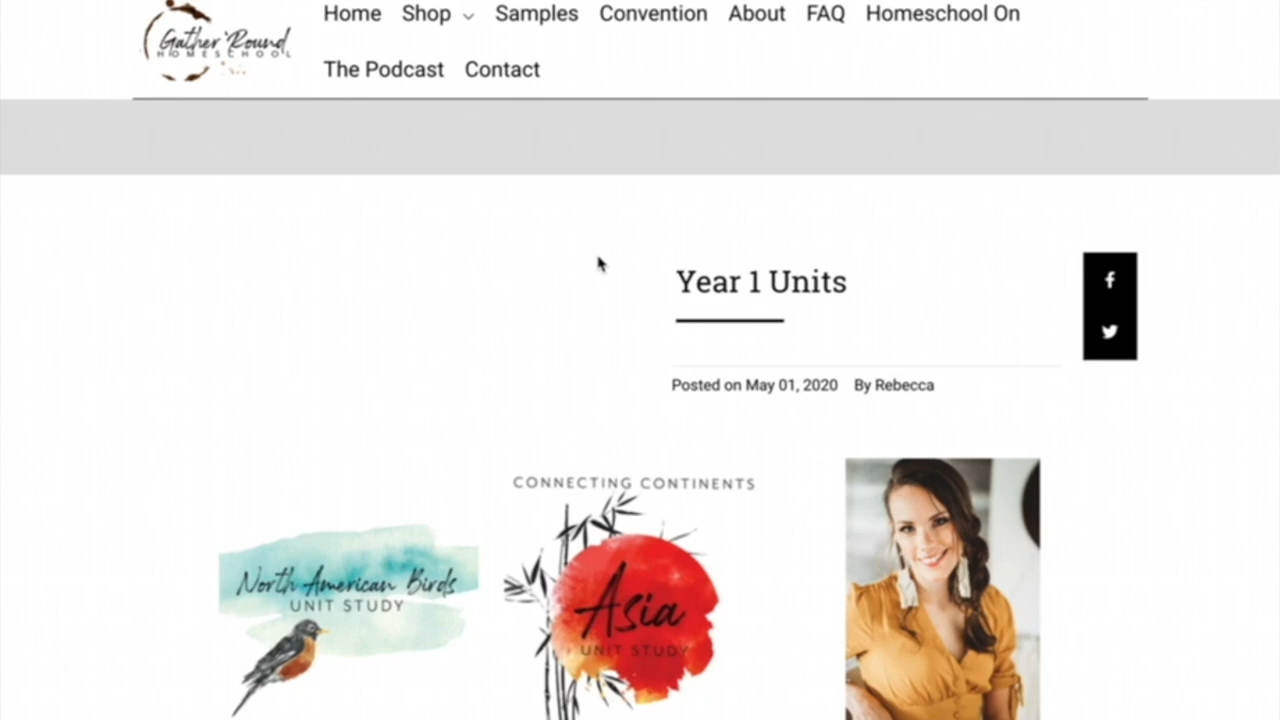 Gather 'Round
HOMESCHOOL
Home Shop Samples Convention About FAQ Homeschool On
The Podcast Contact
Year 1 Units
Posted on May 01, 2020 By Rebecca
CONNECTING CONTINENTS
North American Birds
UNIT STUDY
Asia
UNIT STUDY